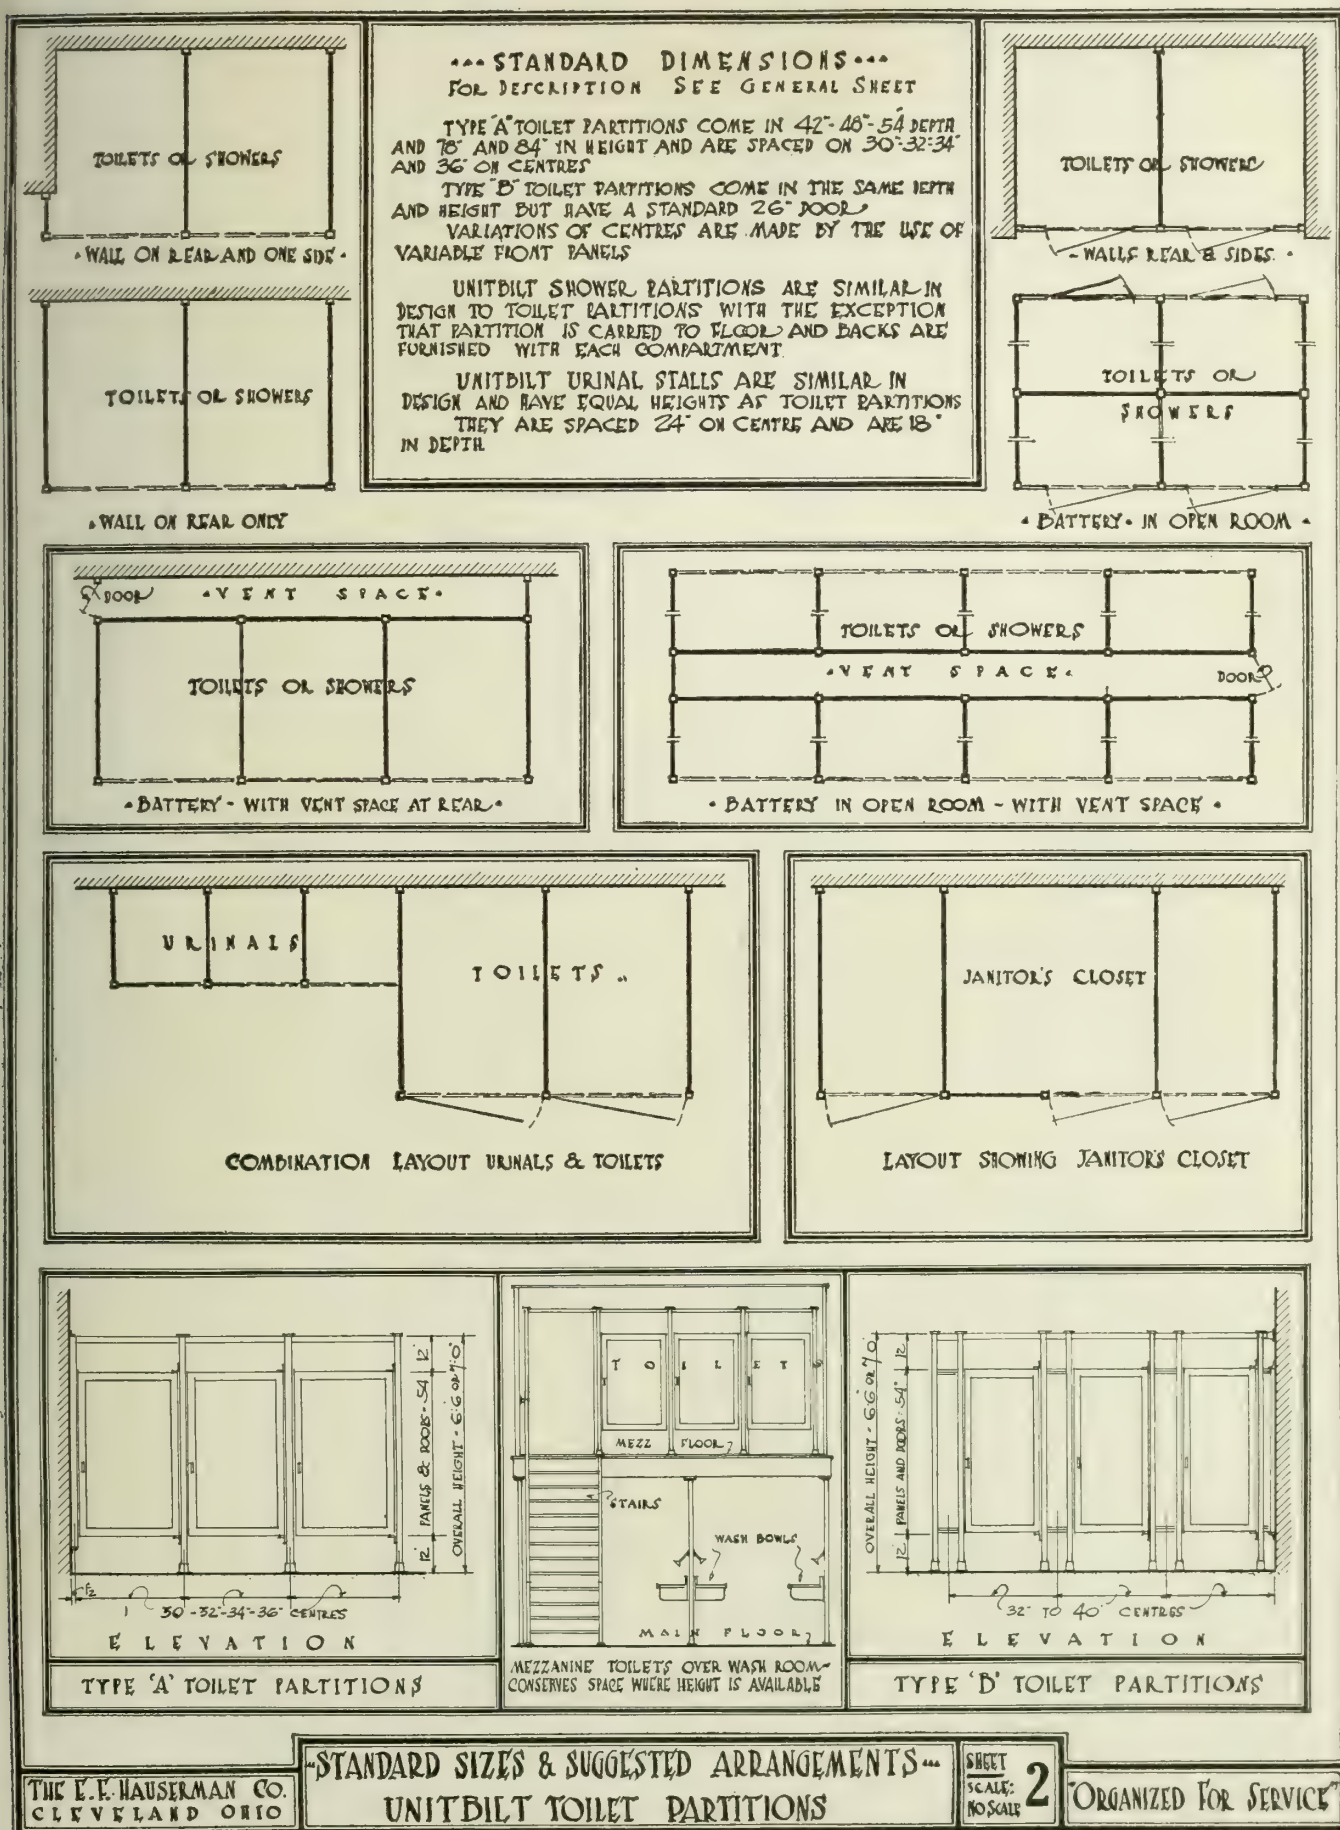 TOILETS OR SHOWERS
• WALL ON REAR AND ONE SIDE •
TOILETS OR SHOWERS
• WALL ON REAR ONLY
••• STANDARD DIMENSIONS •••
FOR DESCRIPTION SEE GENERAL SHEET
TYPE "A" TOILET PARTITIONS COME IN 42"-48"-54" DEPTH
AND 78" AND 84" IN HEIGHT AND ARE SPACED ON 30"-32"-34"
AND 36" ON CENTRES
TYPE "B" TOILET PARTITIONS COME IN THE SAME DEPTH
AND HEIGHT BUT HAVE A STANDARD 26" DOOR
VARIATIONS OF CENTRES ARE MADE BY THE USE OF
VARIABLE FRONT PANELS
UNITBILT SHOWER PARTITIONS ARE SIMILAR IN
DESIGN TO TOILET PARTITIONS WITH THE EXCEPTION
THAT PARTITION IS CARRIED TO FLOOR AND BACKS ARE
FURNISHED WITH EACH COMPARTMENT
UNITBILT URINAL STALLS ARE SIMILAR IN
DESIGN AND HAVE EQUAL HEIGHTS AS TOILET PARTITIONS
THEY ARE SPACED 24" ON CENTRE AND ARE 18"
IN DEPTH
TOILETS OR SHOWERS
- WALLS REAR & SIDES. •
TOILETS OR
SHOWERS
• BATTERY • IN OPEN ROOM •
DOOR
• VENT SPACE •
TOILETS OR SHOWERS
• BATTERY - WITH VENT SPACE AT REAR •
TOILETS OR SHOWERS
• VENT SPACE •
DOOR
• BATTERY IN OPEN ROOM - WITH VENT SPACE •
URINALS
TOILETS ..
COMBINATION LAYOUT URINALS & TOILETS
JANITOR'S CLOSET
LAYOUT SHOWING JANITOR'S CLOSET
12"
PANELS & DOORS - 54"
12"
OVERALL HEIGHT - 6'6" OR 7'0"
30"-32"-34"-36" CENTRES
ELEVATION
TYPE 'A' TOILET PARTITIONS
TOILETS
MEZZ FLOOR
STAIRS
WASH BOWLS
MAIN FLOOR
MEZZANINE TOILETS OVER WASH ROOM
CONSERVES SPACE WHERE HEIGHT IS AVAILABLE
OVERALL HEIGHT - 6'6" OR 7'0"
12"
PANELS AND DOORS - 54"
12"
32" TO 40" CENTRES
ELEVATION
TYPE 'B' TOILET PARTITIONS
THE E.F. HAUSERMAN CO.
CLEVELAND OHIO
"STANDARD SIZES & SUGGESTED ARRANGEMENTS •••
UNITBILT TOILET PARTITIONS
SHEET 2
SCALE:
NO SCALE
"ORGANIZED FOR SERVICE"